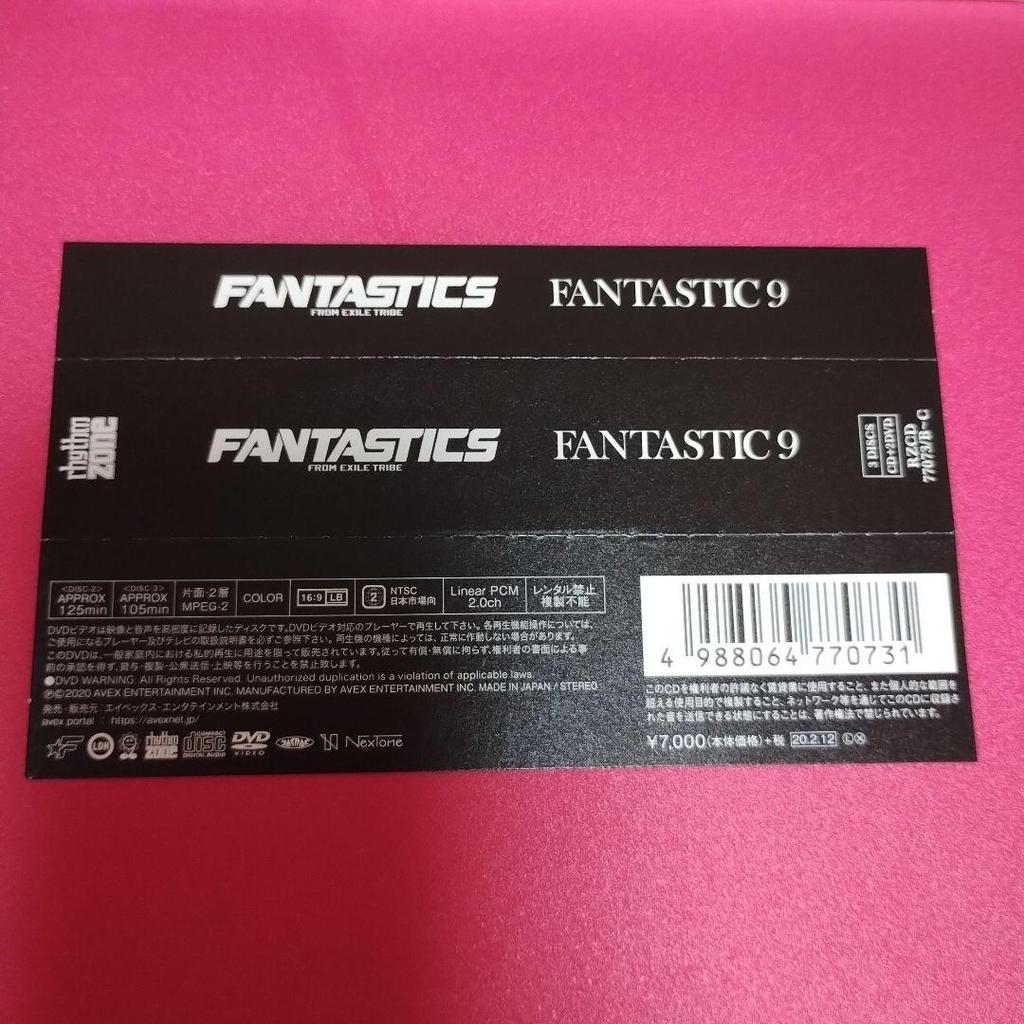 FANTASTICS FANTASTIC 9
FROM EXILE TRIBE
rhythm zone
FANTASTICS FANTASTIC 9
FROM EXILE TRIBE
3 DISCS
CD+2DVD
RZCD
77073/B~C
<DISC-2>
APPROX
125min
<DISC-3>
APPROX
105min
片面・2層
MPEG-2
COLOR
16:9 LB
2 NTSC
日本市場向
Linear PCM
2.0ch
レンタル禁止
複製不能
DVDビデオは映像と音声を高密度に記録したディスクです。DVDビデオ対応のプレーヤーで再生して下さい。各再生機能操作については、
ご使用になるプレーヤー及びテレビの取扱説明書を必ずご参照下さい。再生機の機種によっては、正常に作動しない場合があります。
このDVDは、一般家庭内における私的再生に用途を限って販売されています。従って有償・無償に拘らず、権利者の書面による事
前の承認を得ず、貸与・複製・公衆送信・上映等を行うことを禁止致します。
●DVD WARNING: All Rights Reserved. Unauthorized duplication is a violation of applicable laws.
ⓅⒸ2020 AVEX ENTERTAINMENT INC. MANUFACTURED BY AVEX ENTERTAINMENT INC. MADE IN JAPAN / STEREO
発売・販売元：エイベックス・エンタテインメント株式会社
avex portal : https://avexnet.jp/
LDH rhythm zone COMPACT disc DIGITAL AUDIO DVD VIDEO JASRAC NexTone
4 988064 770731
このCDを権利者の許諾なく賃貸業に使用すること、また個人的な範囲を
超える使用目的で複製すること、ネットワーク等を通じてこのCDに収録さ
れた音を送信できる状態にすることは、著作権法で禁じられています。
¥7,000(本体価格)+税 20.2.12 ⓁⓍ